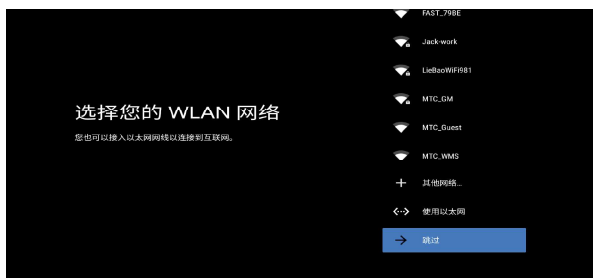 选择您的 WLAN 网络
您也可以接入以太网网线以连接到互联网。
FAST_79BE
Jack-work
LieBaoWiFi981
MTC_GM
MTC_Guest
MTC_WMS
其他网络...
使用以太网
跳过